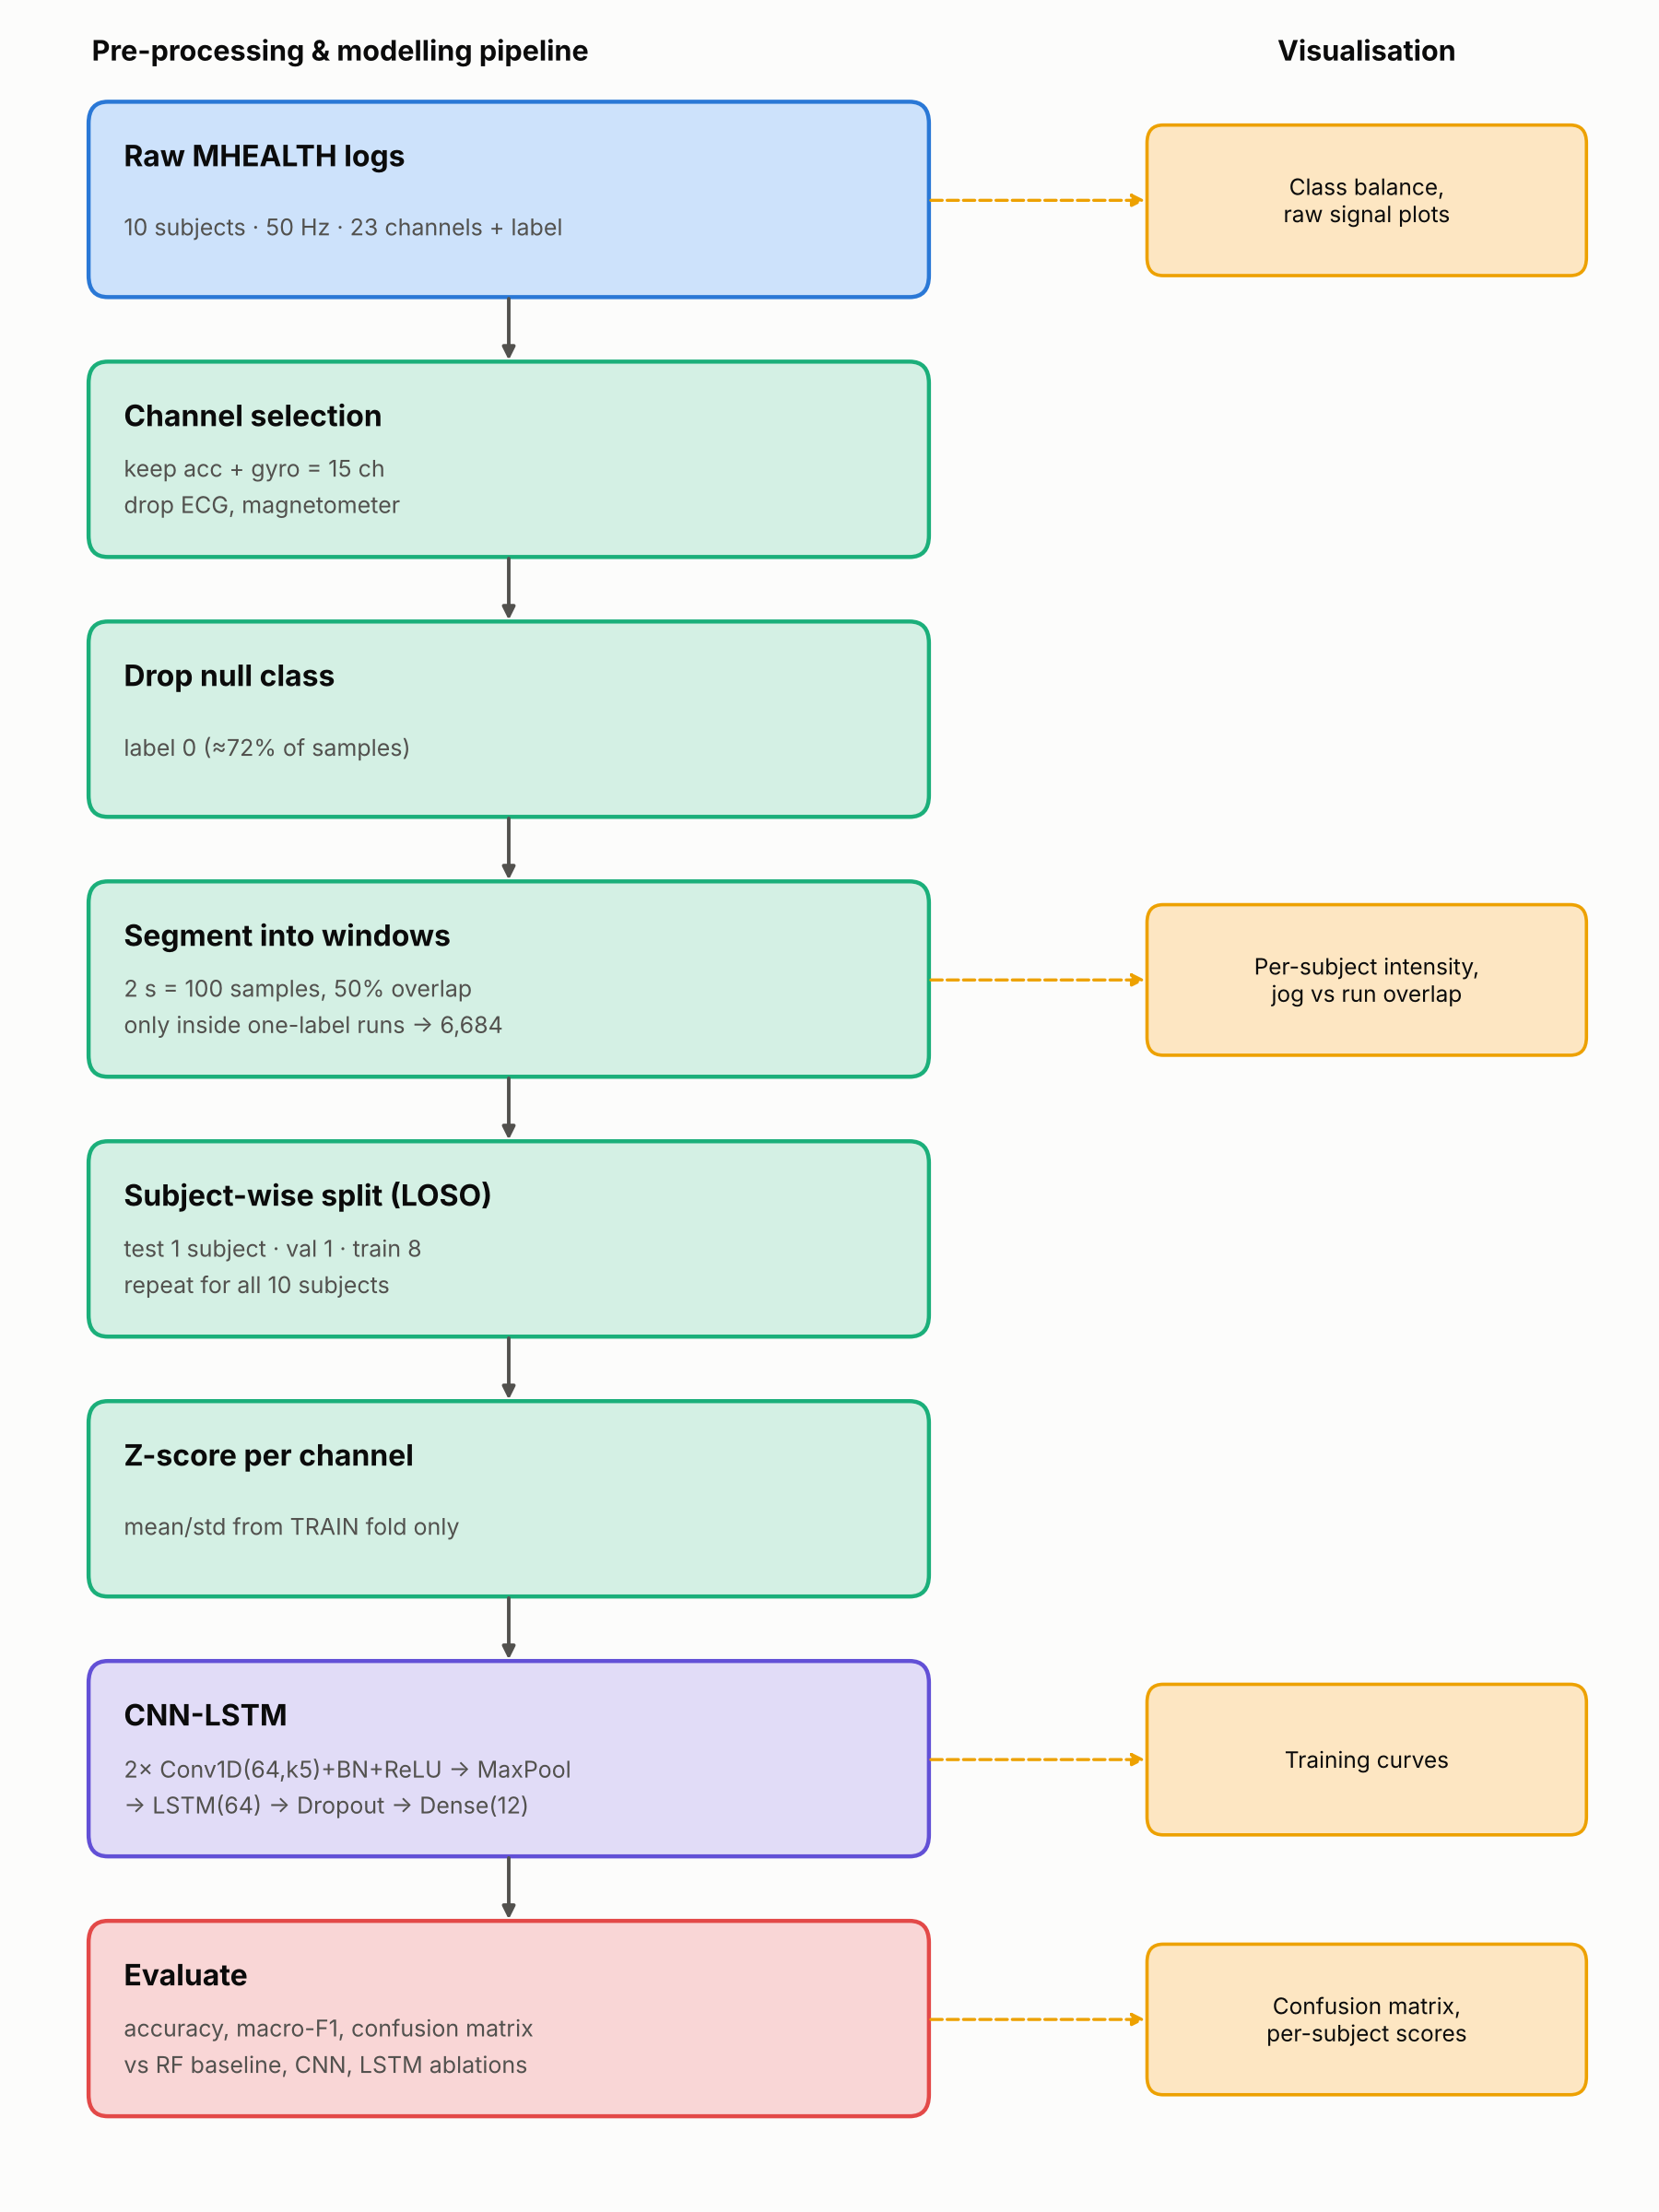 Pre-processing & modelling pipeline
Visualisation
Raw MHEALTH logs
10 subjects · 50 Hz · 23 channels + label
Class balance,
raw signal plots
Channel selection
keep acc + gyro = 15 ch
drop ECG, magnetometer
Drop null class
label 0 (≈72% of samples)
Segment into windows
2 s = 100 samples, 50% overlap
only inside one-label runs → 6,684
Per-subject intensity,
jog vs run overlap
Subject-wise split (LOSO)
test 1 subject · val 1 · train 8
repeat for all 10 subjects
Z-score per channel
mean/std from TRAIN fold only
CNN-LSTM
2× Conv1D(64,k5)+BN+ReLU → MaxPool
→ LSTM(64) → Dropout → Dense(12)
Training curves
Evaluate
accuracy, macro-F1, confusion matrix
vs RF baseline, CNN, LSTM ablations
Confusion matrix,
per-subject scores